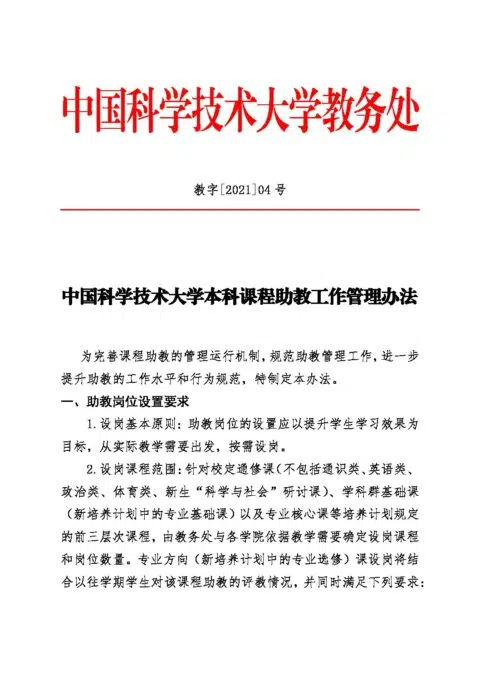 中国科学技术大学教务处
教字[2021]04 号
中国科学技术大学本科课程助教工作管理办法
为完善课程助教的管理运行机制，规范助教管理工作，进一步
提升助教的工作水平和行为规范，特制定本办法。
一、助教岗位设置要求
1.设岗基本原则：助教岗位的设置应以提升学生学习效果为
目标，从实际教学需要出发，按需设岗。
2.设岗课程范围：针对校定通修课（不包括通识类、英语类、
政治类、体育类、新生“科学与社会”研讨课）、学科群基础课
（新培养计划中的专业基础课）以及专业核心课等培养计划规定
的前三层次课程，由教务处与各学院依据教学需要确定设岗课程
和岗位数量。专业方向（新培养计划中的专业选修）课设岗将结
合以往学期学生对该课程助教的评教情况，并同时满足下列要求：